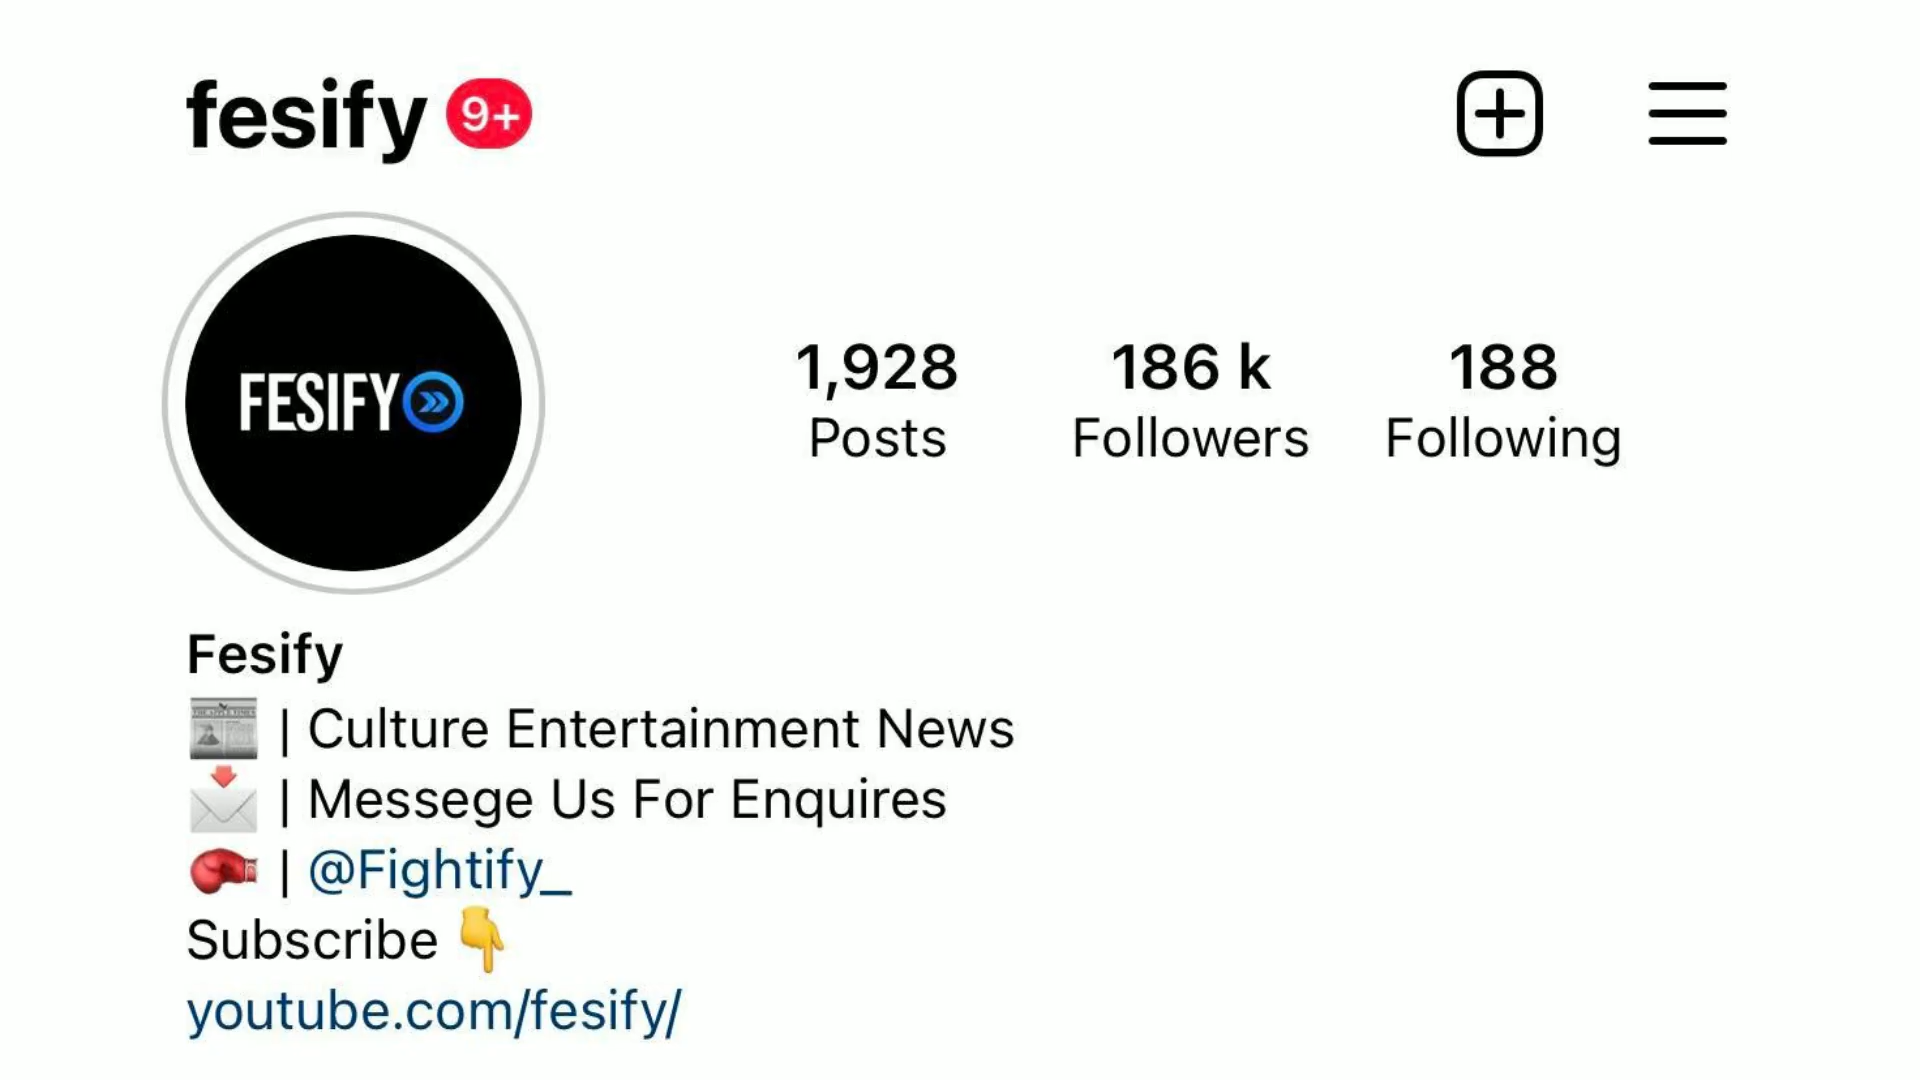 fesify 9+
FESIFY
1,928 186 k 188
Posts Followers Following
Fesify
| Culture Entertainment News
| Messege Us For Enquires
| @Fightify_
Subscribe 👇
youtube.com/fesify/